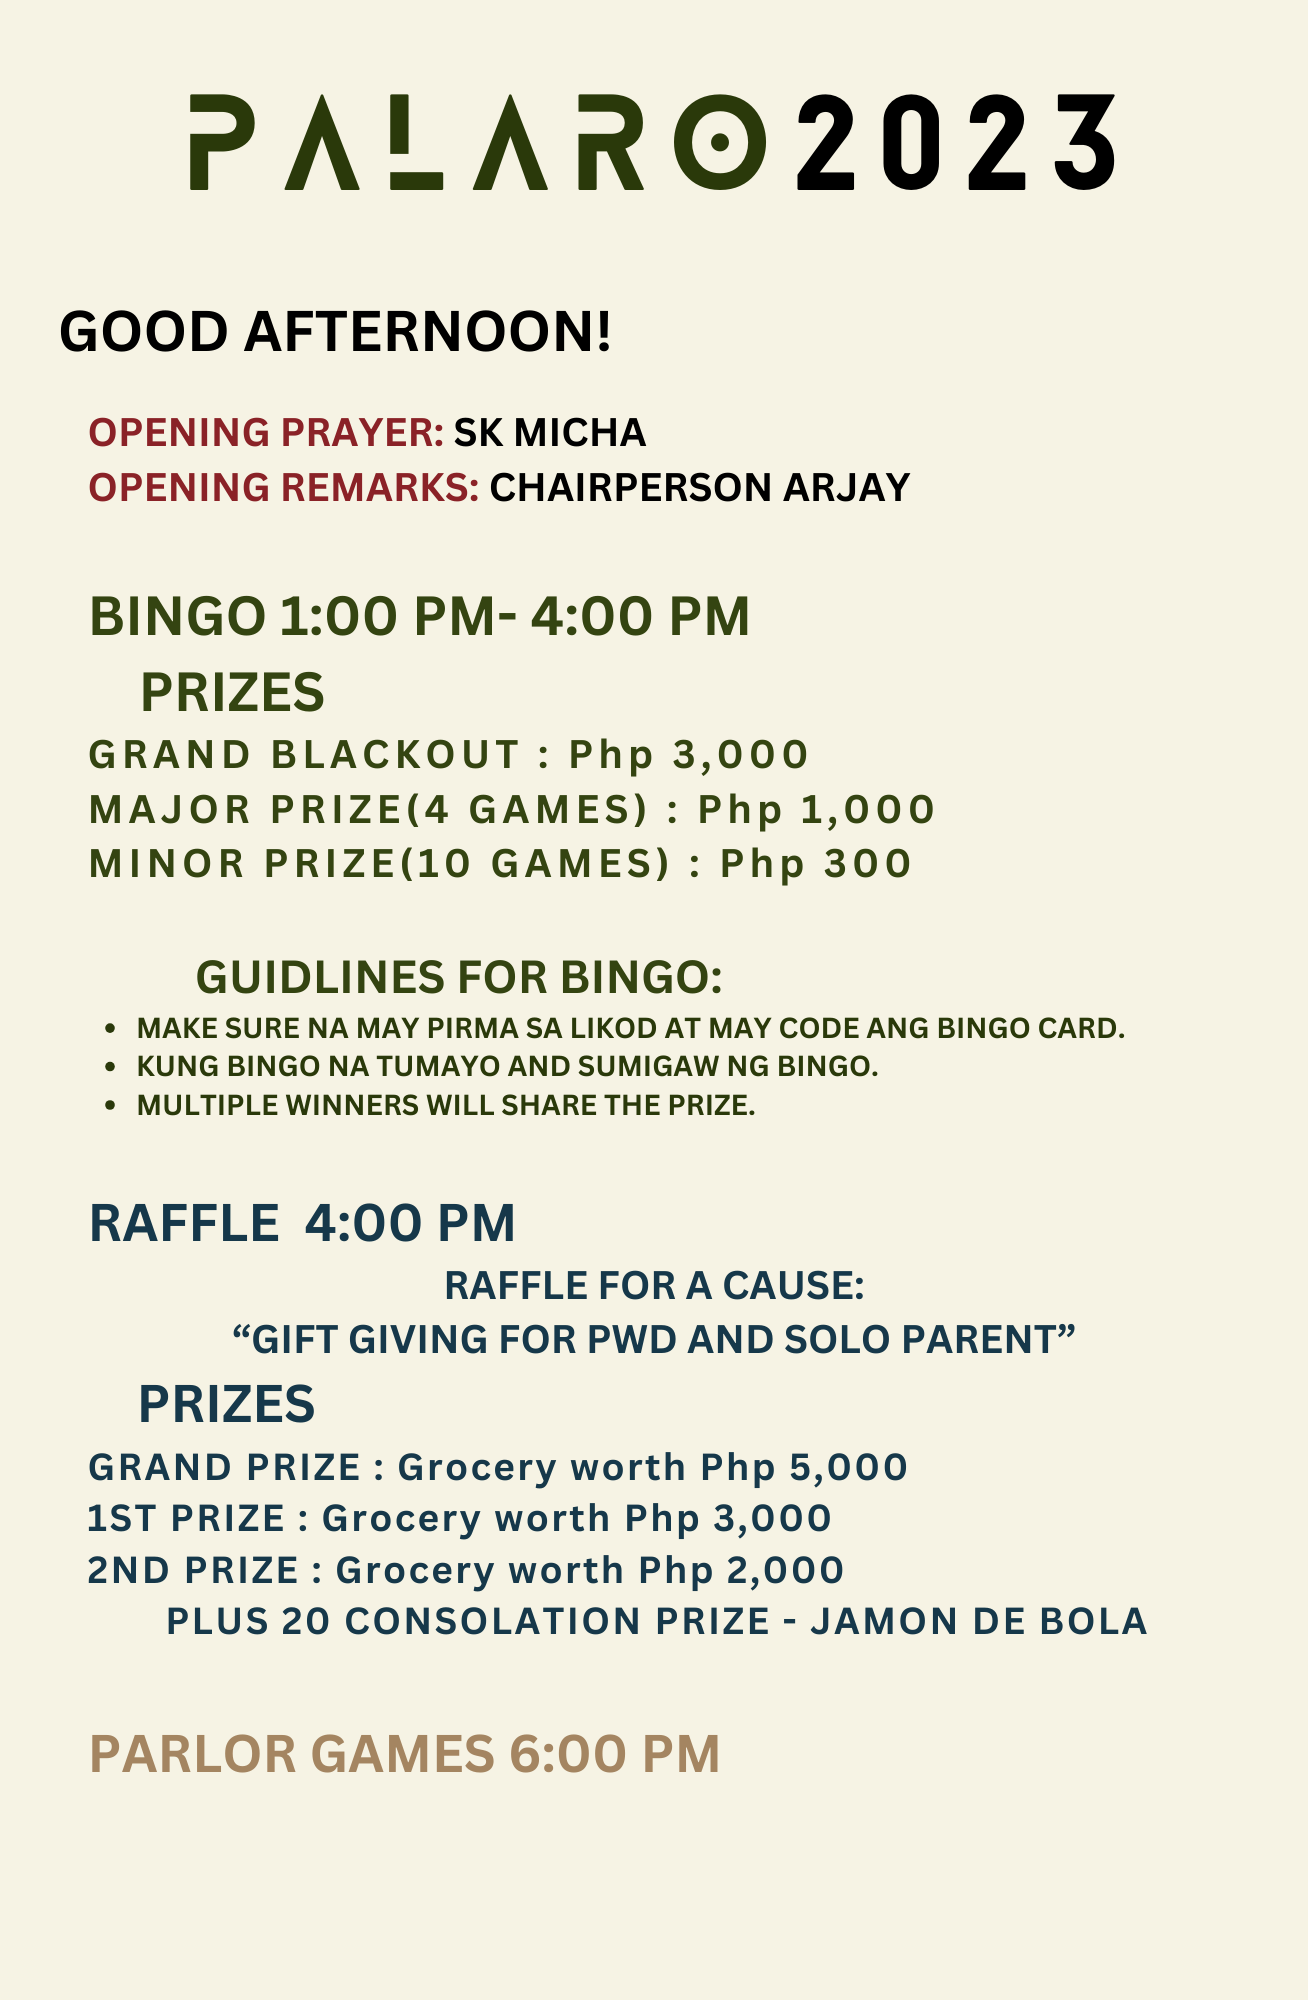 PALARO2023
GOOD AFTERNOON!
OPENING PRAYER: SK MICHA
OPENING REMARKS: CHAIRPERSON ARJAY
BINGO 1:00 PM- 4:00 PM
PRIZES
GRAND BLACKOUT : Php 3,000
MAJOR PRIZE(4 GAMES) : Php 1,000
MINOR PRIZE(10 GAMES) : Php 300
GUIDLINES FOR BINGO:
• MAKE SURE NA MAY PIRMA SA LIKOD AT MAY CODE ANG BINGO CARD.
• KUNG BINGO NA TUMAYO AND SUMIGAW NG BINGO.
• MULTIPLE WINNERS WILL SHARE THE PRIZE.
RAFFLE 4:00 PM
RAFFLE FOR A CAUSE:
“GIFT GIVING FOR PWD AND SOLO PARENT”
PRIZES
GRAND PRIZE : Grocery worth Php 5,000
1ST PRIZE : Grocery worth Php 3,000
2ND PRIZE : Grocery worth Php 2,000
PLUS 20 CONSOLATION PRIZE - JAMON DE BOLA
PARLOR GAMES 6:00 PM